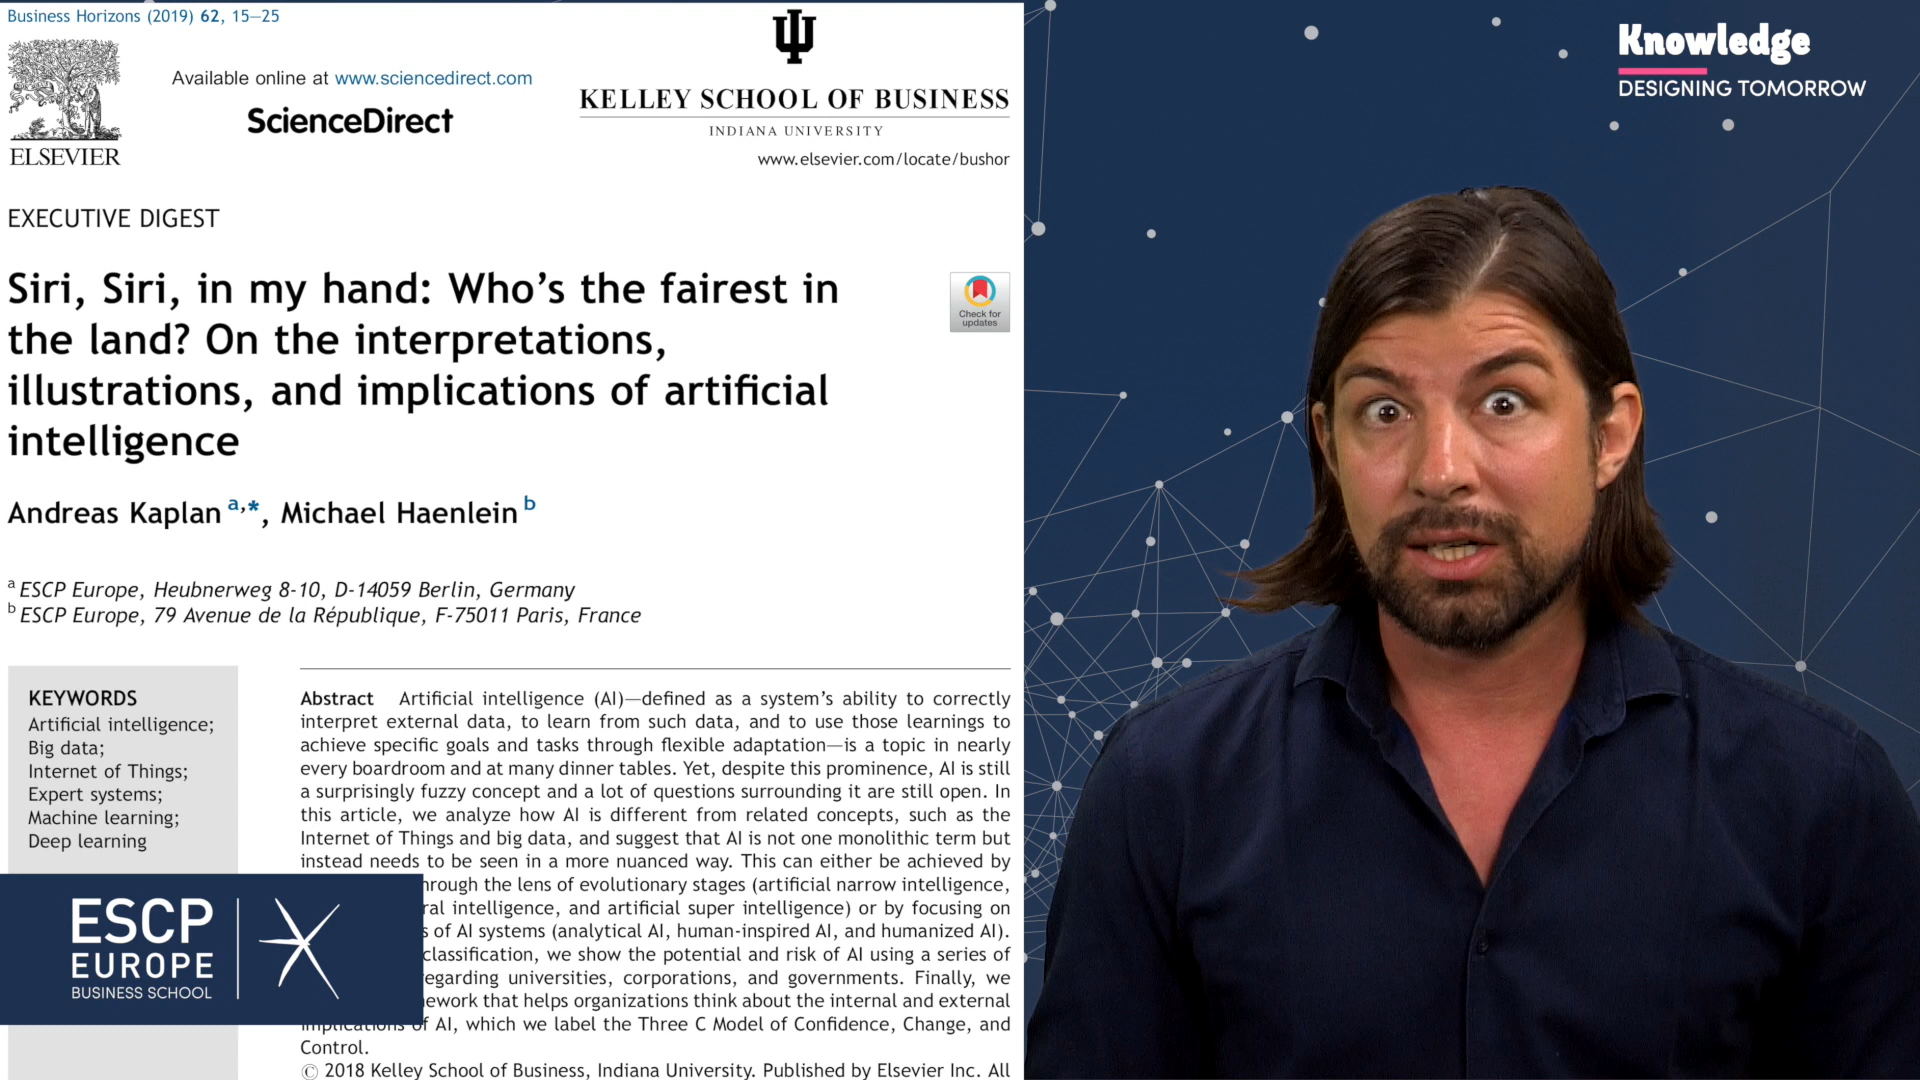 Business Horizons (2019) 62, 15–25
ELSEVIER
Available online at www.sciencedirect.com
ScienceDirect
KELLEY SCHOOL OF BUSINESS
INDIANA UNIVERSITY
www.elsevier.com/locate/bushor
EXECUTIVE DIGEST
Siri, Siri, in my hand: Who’s the fairest in
the land? On the interpretations,
illustrations, and implications of artificial
intelligence
Check for
updates
Andreas Kaplan a,*, Michael Haenlein b
a ESCP Europe, Heubnerweg 8-10, D-14059 Berlin, Germany
b ESCP Europe, 79 Avenue de la République, F-75011 Paris, France
KEYWORDS
Artificial intelligence;
Big data;
Internet of Things;
Expert systems;
Machine learning;
Deep learning
Abstract Artificial intelligence (AI)—defined as a system’s ability to correctly
interpret external data, to learn from such data, and to use those learnings to
achieve specific goals and tasks through flexible adaptation—is a topic in nearly
every boardroom and at many dinner tables. Yet, despite this prominence, AI is still
a surprisingly fuzzy concept and a lot of questions surrounding it are still open. In
this article, we analyze how AI is different from related concepts, such as the
Internet of Things and big data, and suggest that AI is not one monolithic term but
instead needs to be seen in a more nuanced way. This can either be achieved by
through the lens of evolutionary stages (artificial narrow intelligence,
intelligence, and artificial super intelligence) or by focusing on
of AI systems (analytical AI, human-inspired AI, and humanized AI).
classification, we show the potential and risk of AI using a series of
regarding universities, corporations, and governments. Finally, we
that helps organizations think about the internal and external
implications of AI, which we label the Three C Model of Confidence, Change, and
Control.
© 2018 Kelley School of Business, Indiana University. Published by Elsevier Inc. All
ESCP
EUROPE
BUSINESS SCHOOL
Knowledge
DESIGNING TOMORROW